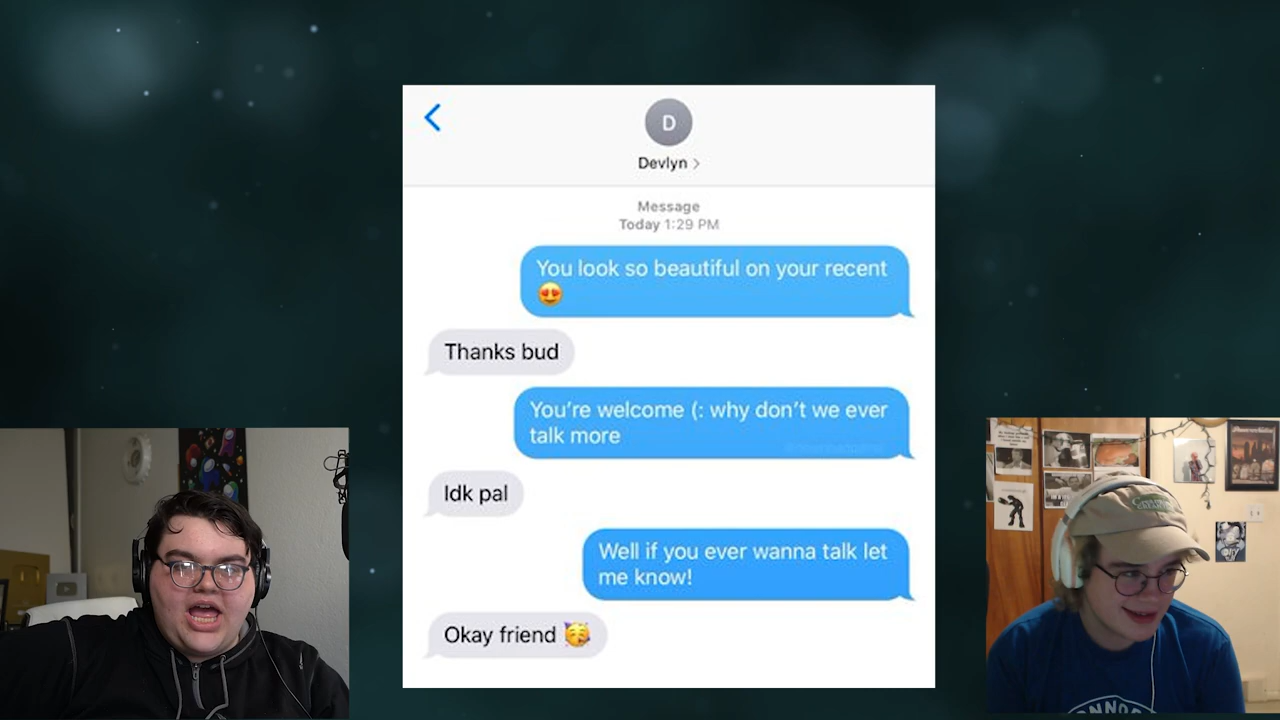 D
Devlyn >
Message
Today 1:29 PM
You look so beautiful on your recent
😍
Thanks bud
You're welcome (: why don't we ever
talk more
Idk pal
Well if you ever wanna talk let
me know!
Okay friend 🥳